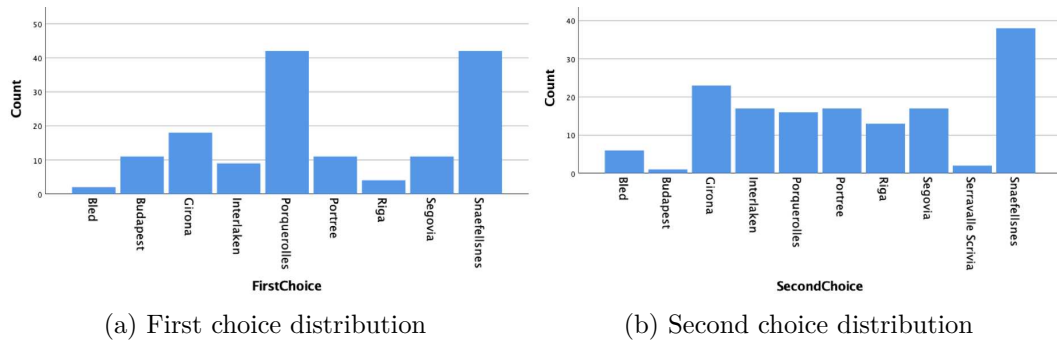 Count
50
40
30
20
10
0
Bled
Budapest
Girona
Interlaken
Porquerolles
Portree
Riga
Segovia
Snaefellsnes
FirstChoice
(a) First choice distribution
Count
40
30
20
10
0
Bled
Budapest
Girona
Interlaken
Porquerolles
Portree
Riga
Segovia
Serravalle Scrivia
Snaefellsnes
SecondChoice
(b) Second choice distribution